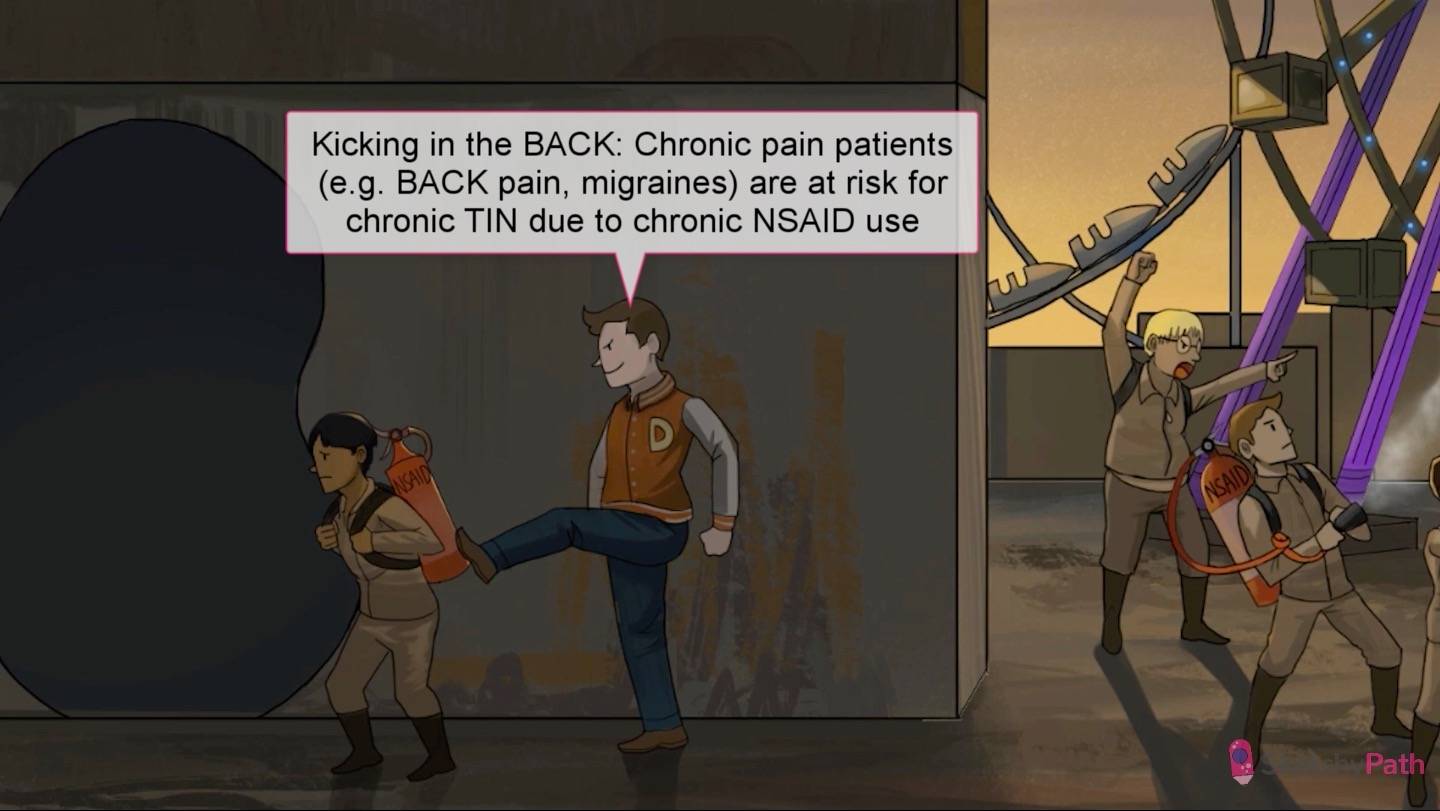 Kicking in the BACK: Chronic pain patients
(e.g. BACK pain, migraines) are at risk for
chronic TIN due to chronic NSAID use
D
NSAID
NSAID
SketchyPath